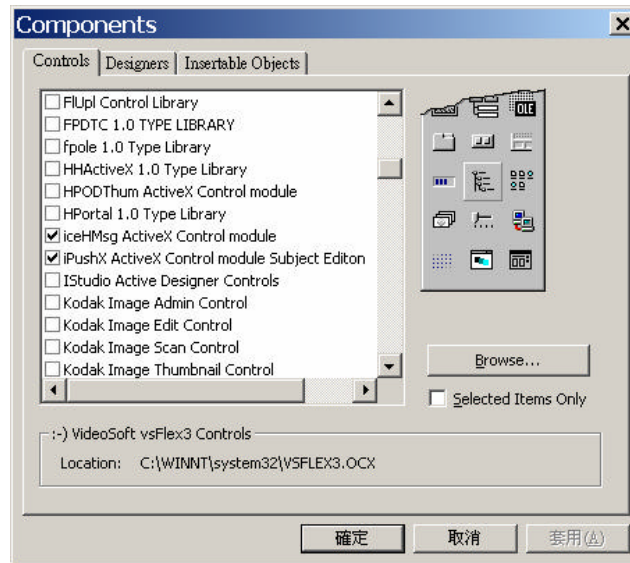 Components
Controls
Designers
Insertable Objects
FlUpl Control Library
FPDTC 1.0 TYPE LIBRARY
fpole 1.0 Type Library
HHActiveX 1.0 Type Library
HPODThum ActiveX Control module
HPortal 1.0 Type Library
iceHMsg ActiveX Control module
iPushX ActiveX Control module Subject Editon
IStudio Active Designer Controls
Kodak Image Admin Control
Kodak Image Edit Control
Kodak Image Scan Control
Kodak Image Thumbnail Control
OLE
Browse...
Selected Items Only
:-) VideoSoft vsFlex3 Controls
Location: C:\WINNT\system32\VSFLEX3.OCX
確定
取消
套用(A)